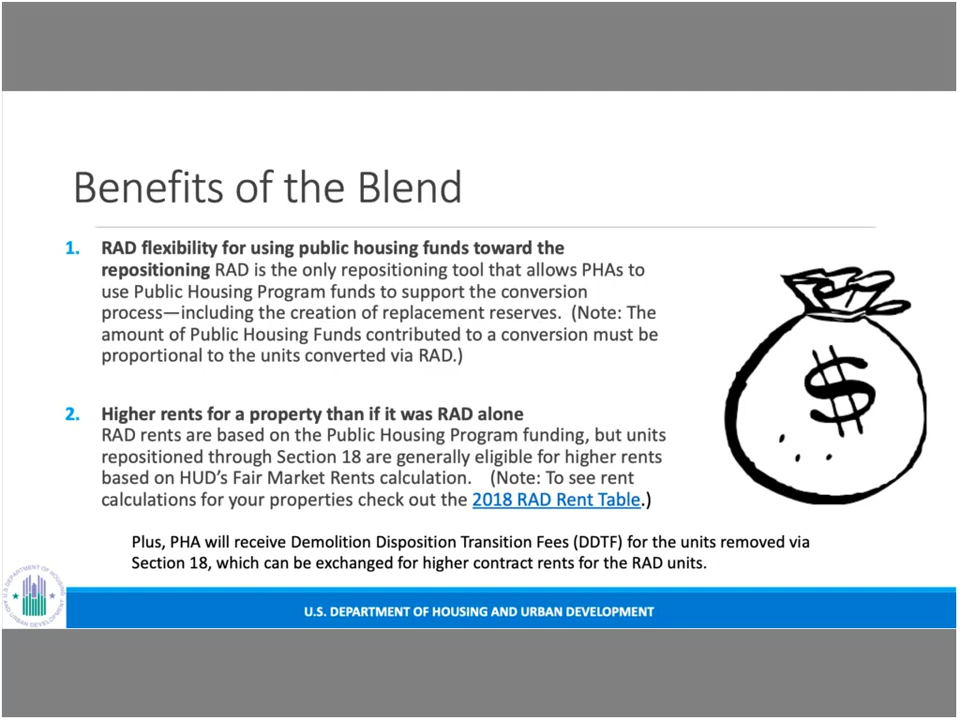 Benefits of the Blend
1. RAD flexibility for using public housing funds toward the
repositioning RAD is the only repositioning tool that allows PHAs to
use Public Housing Program funds to support the conversion
process—including the creation of replacement reserves. (Note: The
amount of Public Housing Funds contributed to a conversion must be
proportional to the units converted via RAD.)
2. Higher rents for a property than if it was RAD alone
RAD rents are based on the Public Housing Program funding, but units
repositioned through Section 18 are generally eligible for higher rents
based on HUD's Fair Market Rents calculation. (Note: To see rent
calculations for your properties check out the 2018 RAD Rent Table.)
$
Plus, PHA will receive Demolition Disposition Transition Fees (DDTF) for the units removed via
Section 18, which can be exchanged for higher contract rents for the RAD units.
U.S. DEPARTMENT OF HOUSING
AND URBAN DEVELOPMENT
U.S. DEPARTMENT OF HOUSING AND URBAN DEVELOPMENT